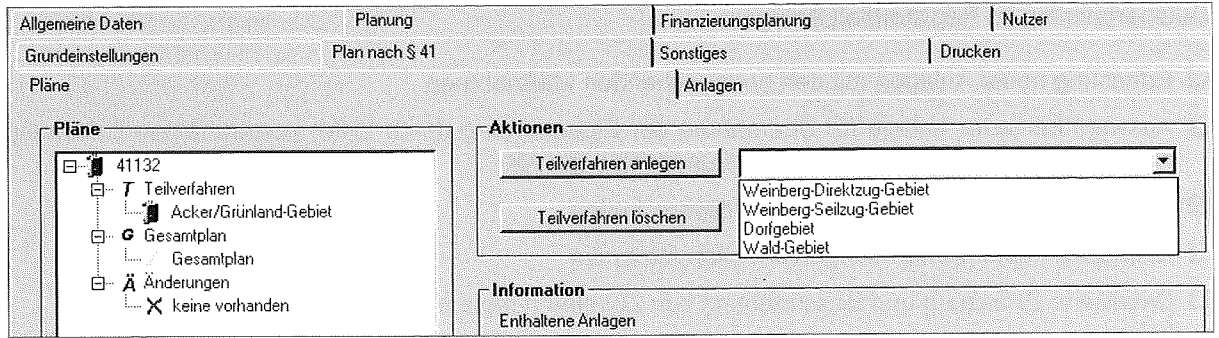 Allgemeine Daten Planung Finanzierungsplanung Nutzer
Grundeinstellungen Plan nach § 41 Sonstiges Drucken
Pläne Anlagen
Pläne
41132
T Teilverfahren
Acker/Grünland-Gebiet
G Gesamtplan
Gesamtplan
Ä Änderungen
keine vorhanden
Aktionen
Teilverfahren anlegen
Weinberg-Direktzug-Gebiet
Weinberg-Seilzug-Gebiet
Dorfgebiet
Wald-Gebiet
Teilverfahren löschen
Information
Enthaltene Anlagen